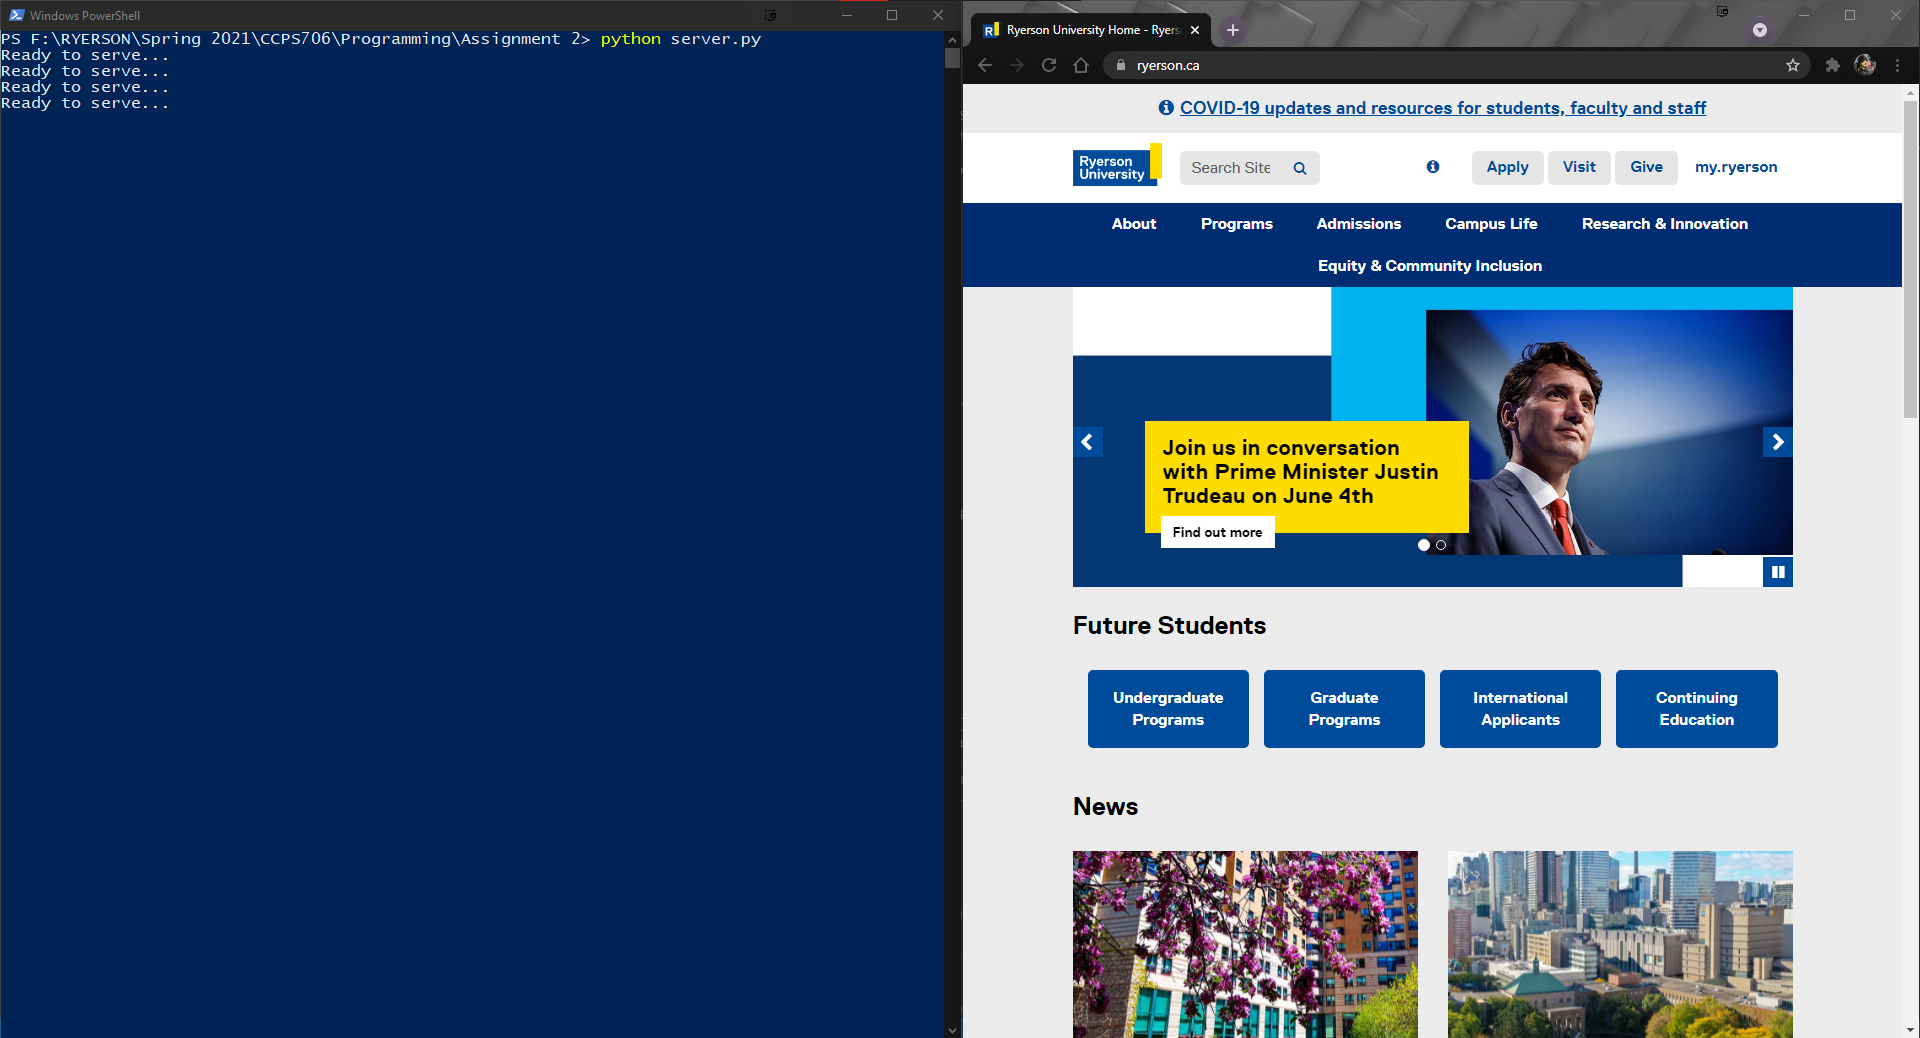 Windows PowerShell
PS F:\RYERSON\Spring 2021\CCPS706\Programming\Assignment 2> python server.py
Ready to serve...
Ready to serve...
Ready to serve...
Ready to serve...
Ryerson University Home - Ryers
ryerson.ca
COVID-19 updates and resources for students, faculty and staff
Ryerson
University
Search Site
Apply
Visit
Give
my.ryerson
About
Programs
Admissions
Campus Life
Research & Innovation
Equity & Community Inclusion
Join us in conversation
with Prime Minister Justin
Trudeau on June 4th
Find out more
Future Students
Undergraduate
Programs
Graduate
Programs
International
Applicants
Continuing
Education
News